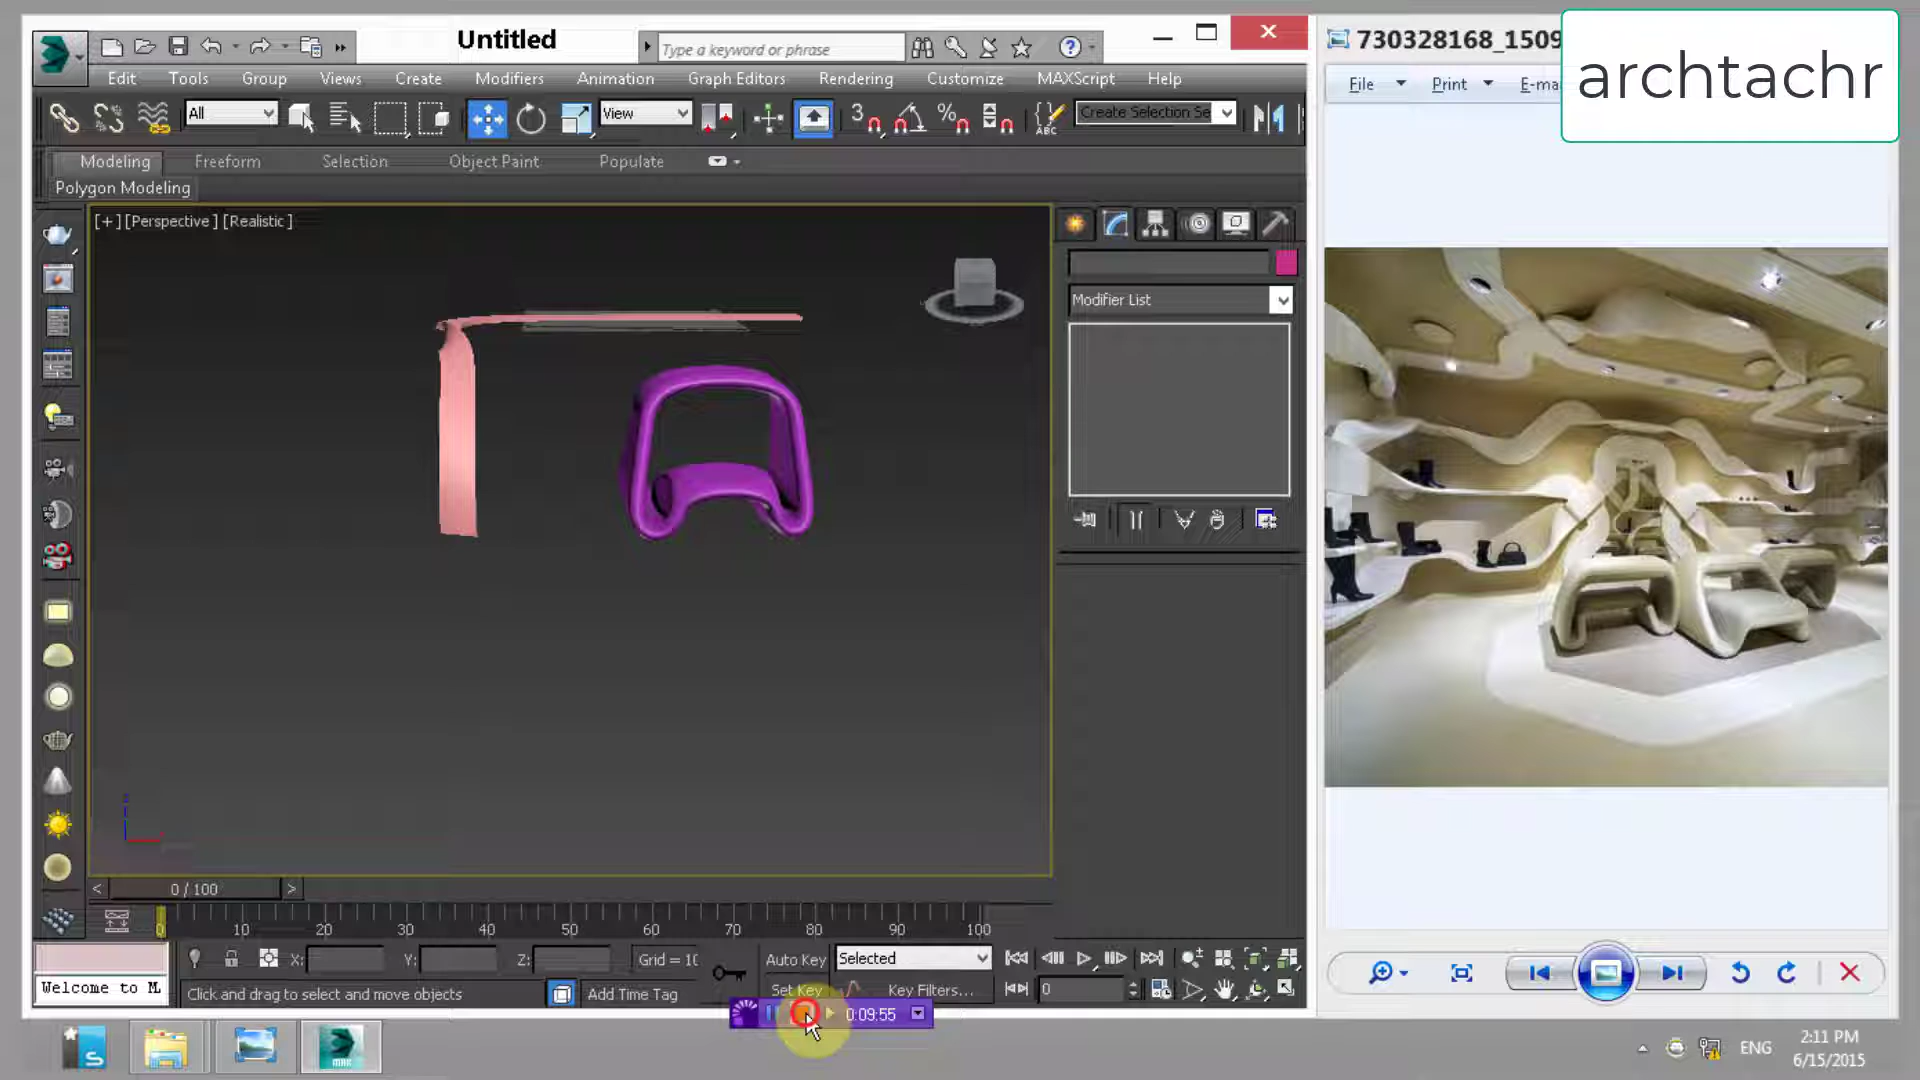 Untitled
Type a keyword or phrase
Edit Tools Group Views Create Modifiers Animation Graph Editors Rendering Customize MAXScript Help
All
View
3
%
ABC
Create Selection Se
Modeling Freeform Selection Object Paint Populate
Polygon Modeling
[+] [Perspective ] [Realistic ]
Modifier List
< 0 / 100 >
0 10 20 30 40 50 60 70 80 90 100
X: Y: Z: Grid = 10
Auto Key Selected
Welcome to M
Click and drag to select and move objects
Add Time Tag
Set Key Key Filters...
0
0:09:55
730328168_1509
File Print E-ma
archtachr
S
MAX
ENG
2:11 PM
6/15/2015